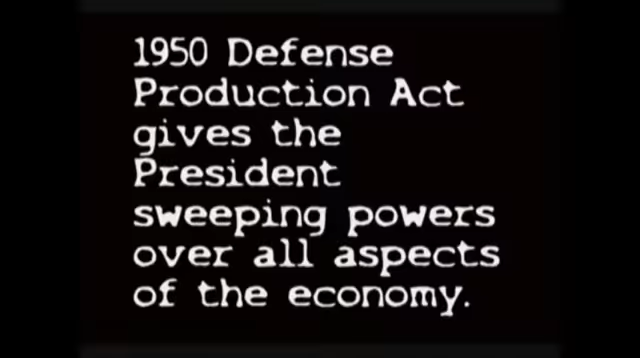 1950 Defense
Production Act
gives the
President
sweeping powers
over all aspects
of the economy.